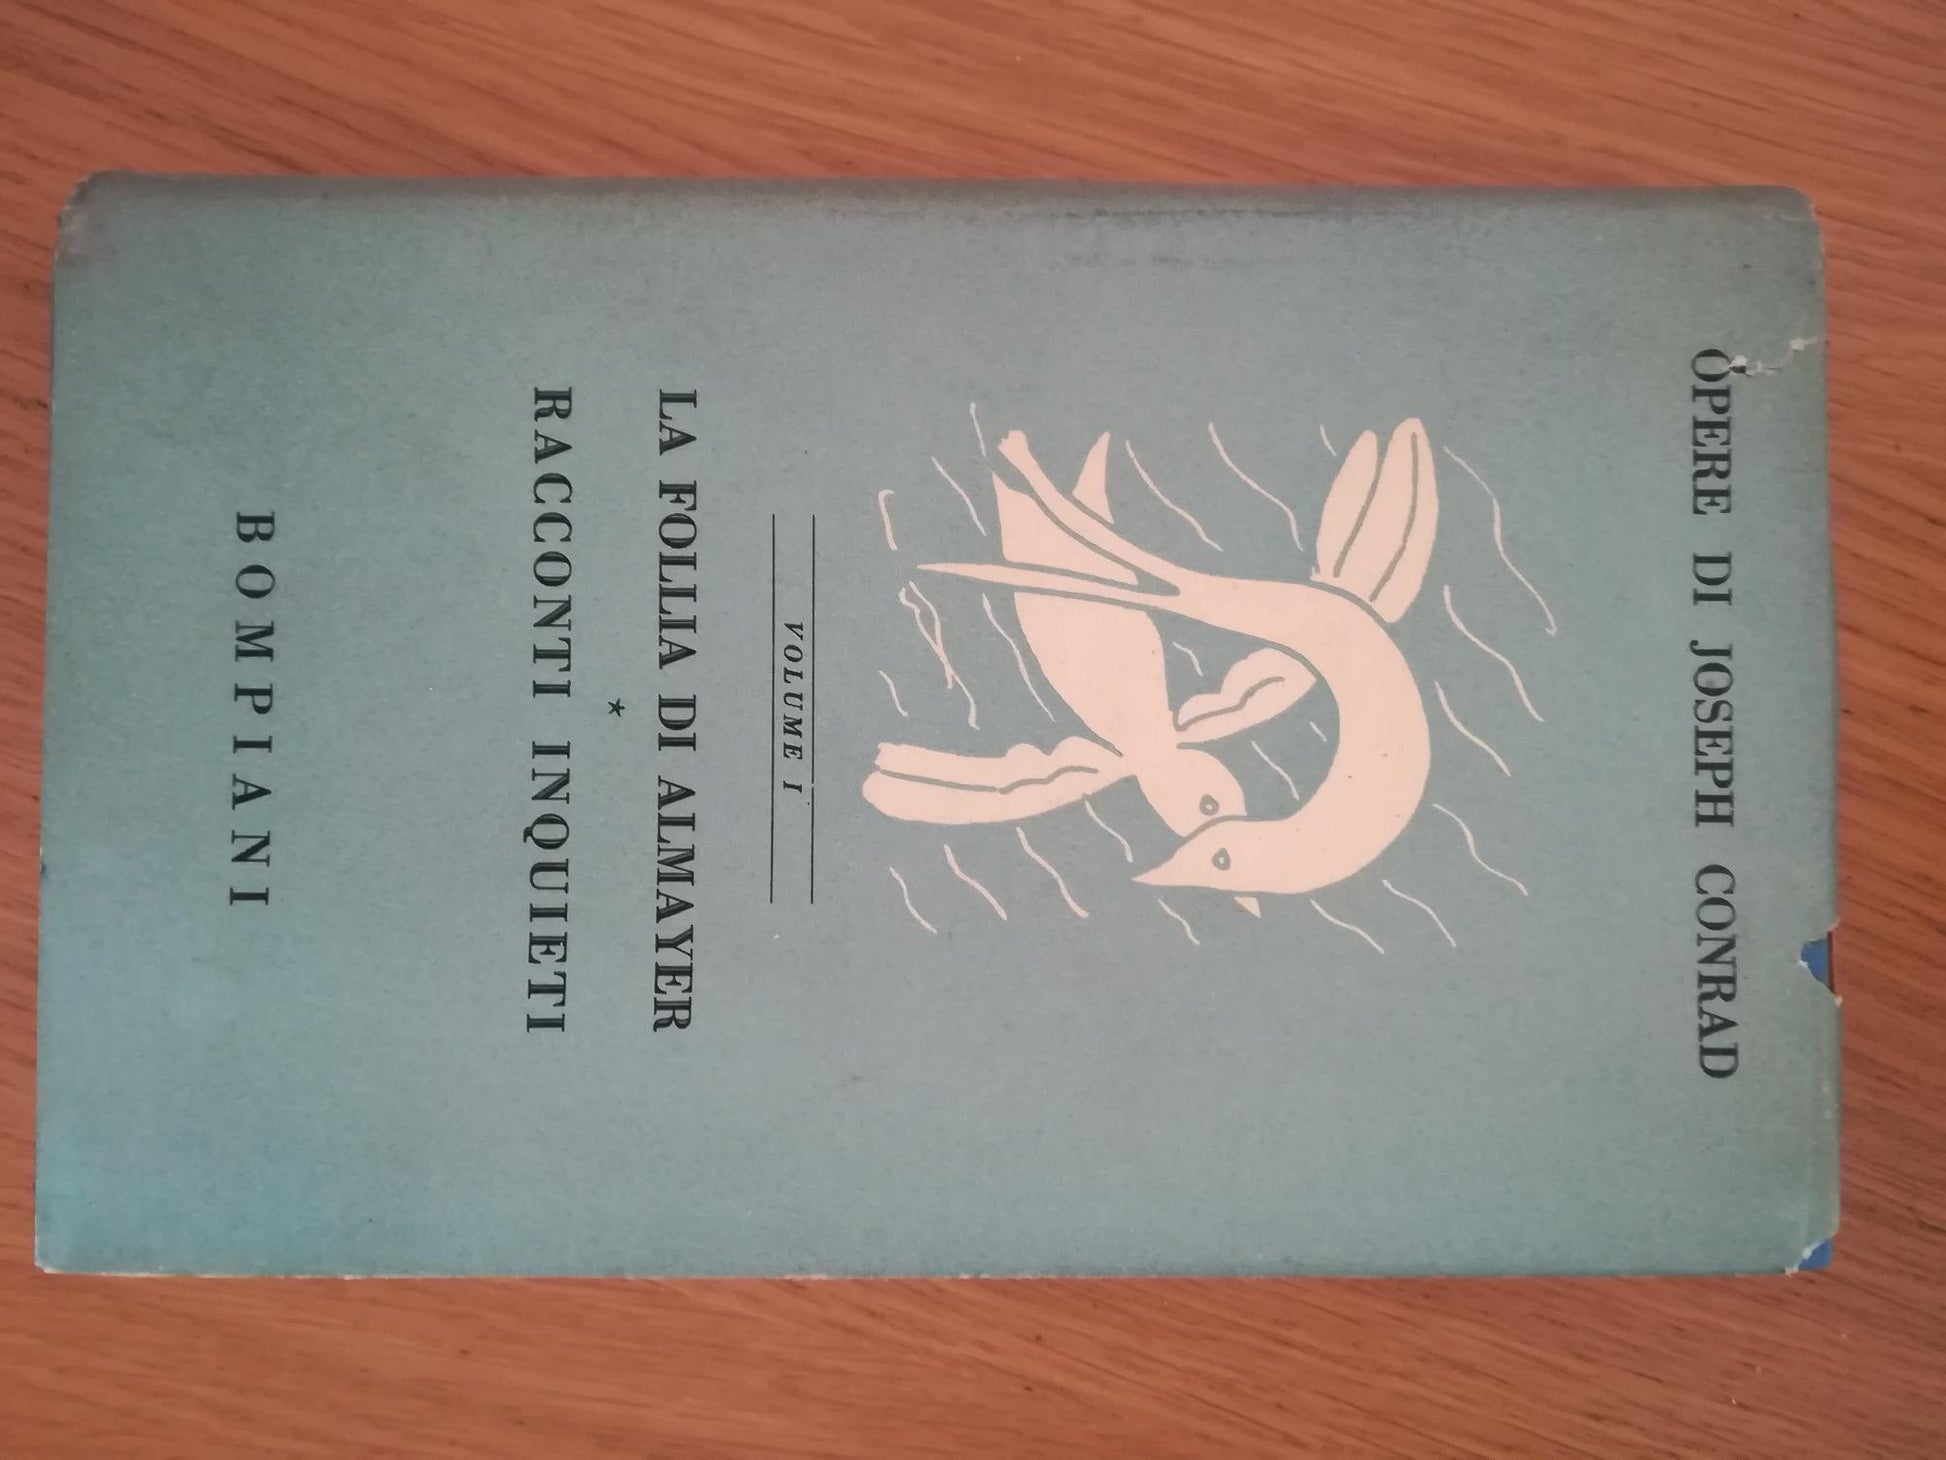 OPERE DI JOSEPH CONRAD
VOLUME I
LA FOLLIA DI ALMAYER
*
RACCONTI INQUIETI
BOMPIANI